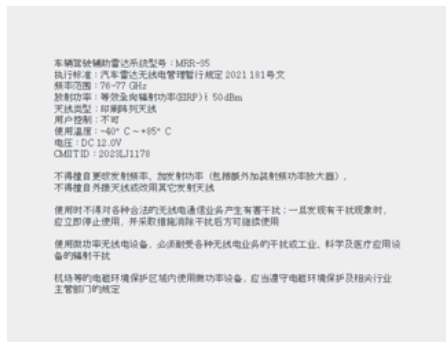 车辆驾驶辅助雷达系统型号：MRR-35
执行标准：汽车雷达无线电管理暂行规定 2021 181号文
频率范围：76-77 GHz
放射功率：等效全向辐射功率(EIRP)：50 dBm
天线类型：印刷阵列天线
用户控制：不可
使用温度：-40° C ~ +85° C
电压：DC 12.0V
CMIIT ID：2023LJ1178
不得擅自更改发射频率、加发射功率（包括额外加装射频功率放大器），
不得擅自外接天线或改用其它发射天线
使用时不得对各种合法的无线电通信业务产生有害干扰；一旦发现有干扰现象时，
应立即停止使用，并采取措施消除干扰后方可继续使用
使用微功率无线电设备，必须耐受各种无线电业务的干扰或工业、科学及医疗应用设
备的辐射干扰
机场等的电磁环境保护区域内使用微功率设备，应当遵守电磁环境保护及相关行业
主管部门的规定